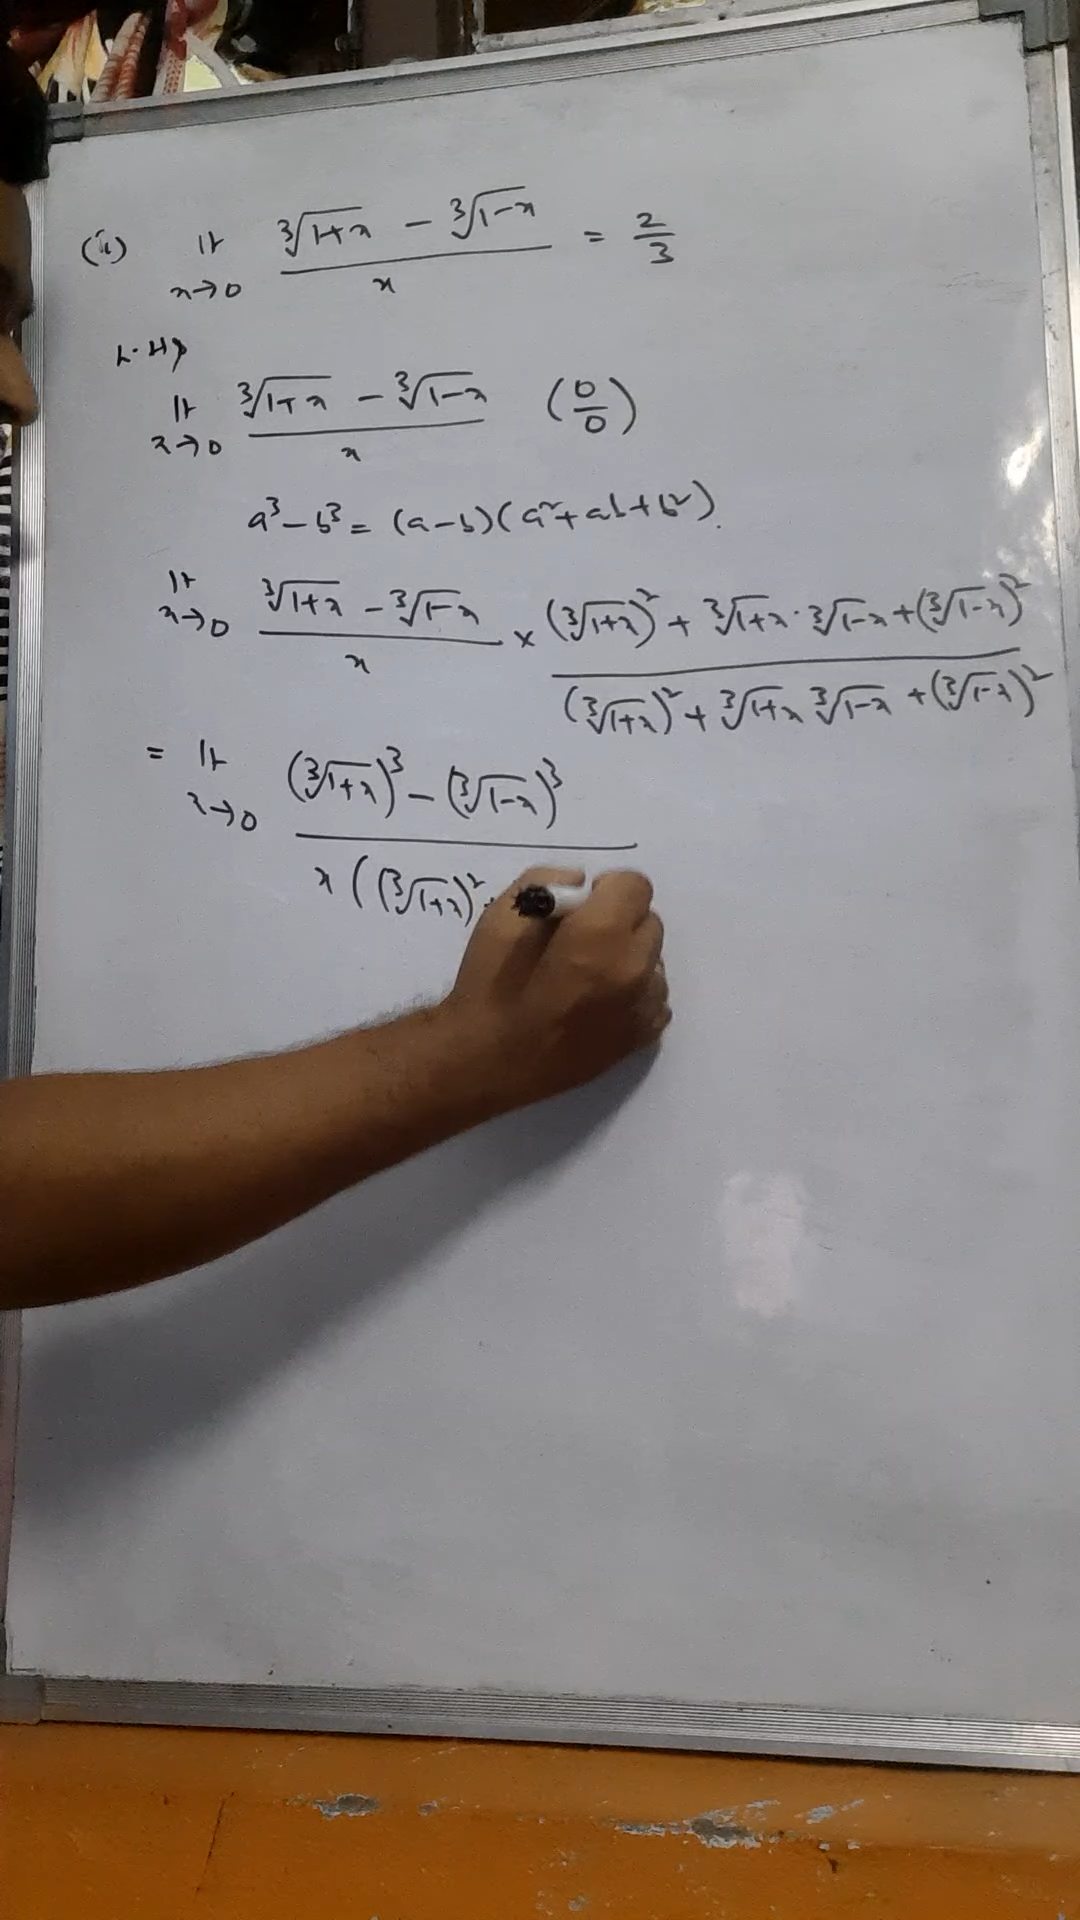 (ii) lt x→0 (∛(1+x) − ∛(1−x))/x = 2/3
L.H.S
lt x→0 (∛(1+x) − ∛(1−x))/x (0/0)
a³ − b³ = (a−b)(a²+ab+b²).
lt x→0 (∛(1+x) − ∛(1−x))/x × ((∛(1+x))² + ∛(1+x)·∛(1−x) + (∛(1−x))²)/((∛(1+x))² + ∛(1+x) ∛(1−x) + (∛(1−x))²)
= lt x→0 ((∛(1+x))³ − (∛(1−x))³)/(x((∛(1+x))² +